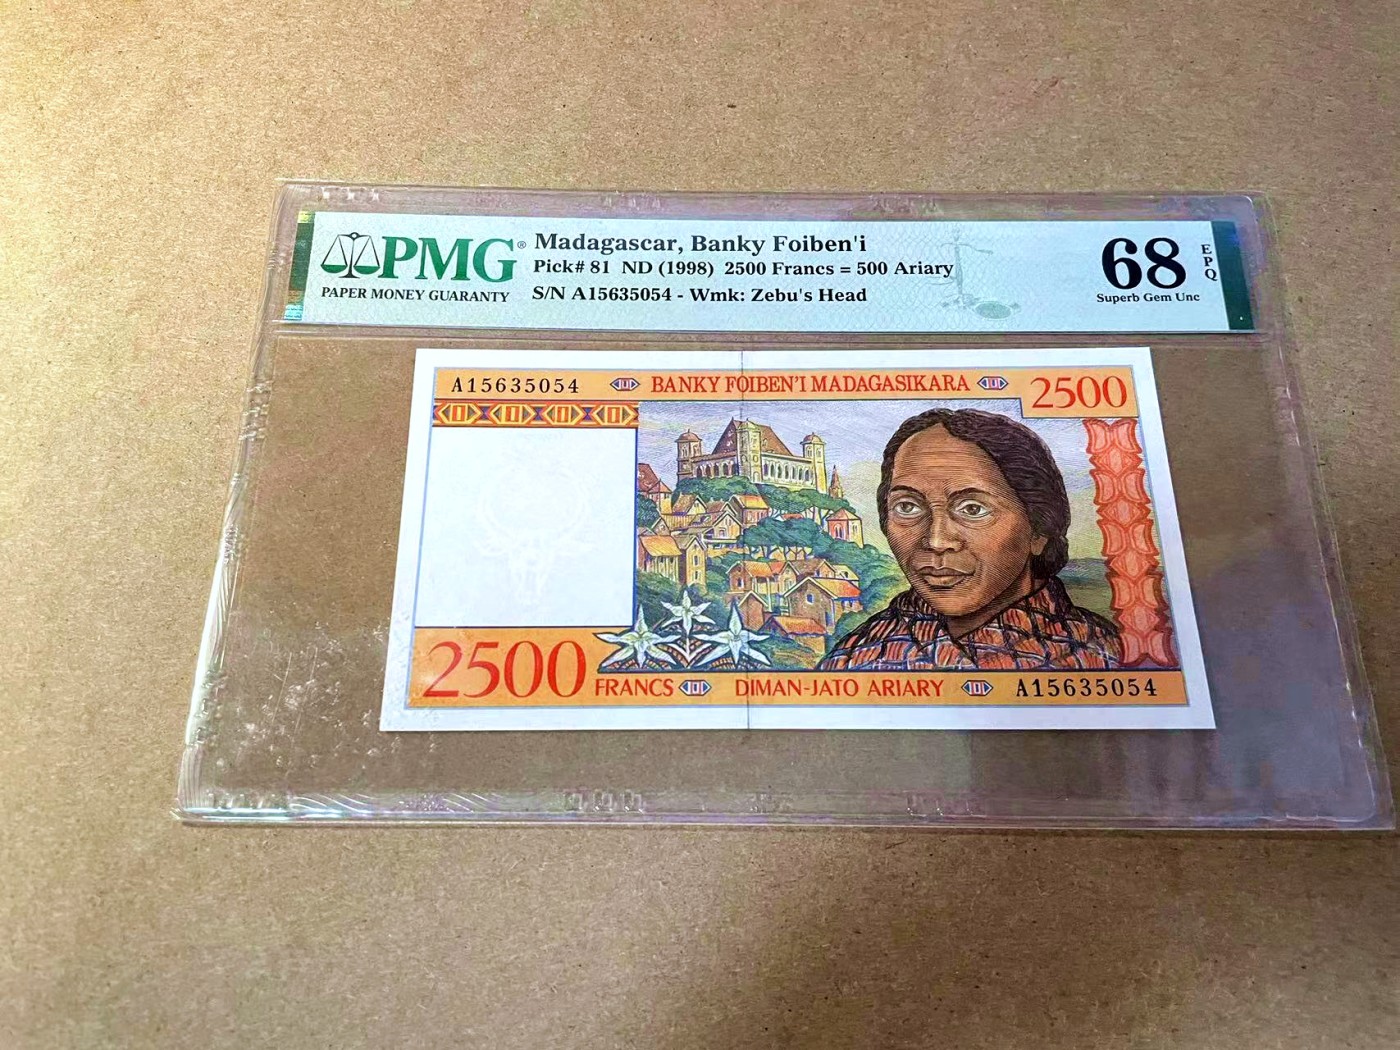 PMG®
PAPER MONEY GUARANTY
Madagascar, Banky Foiben'i
Pick# 81 ND (1998) 2500 Francs = 500 Ariary
S/N A15635054 - Wmk: Zebu's Head
68
EPQ
Superb Gem Unc
A15635054 BANKY FOIBEN'I MADAGASIKARA 2500
2500 FRANCS DIMAN-JATO ARIARY A15635054